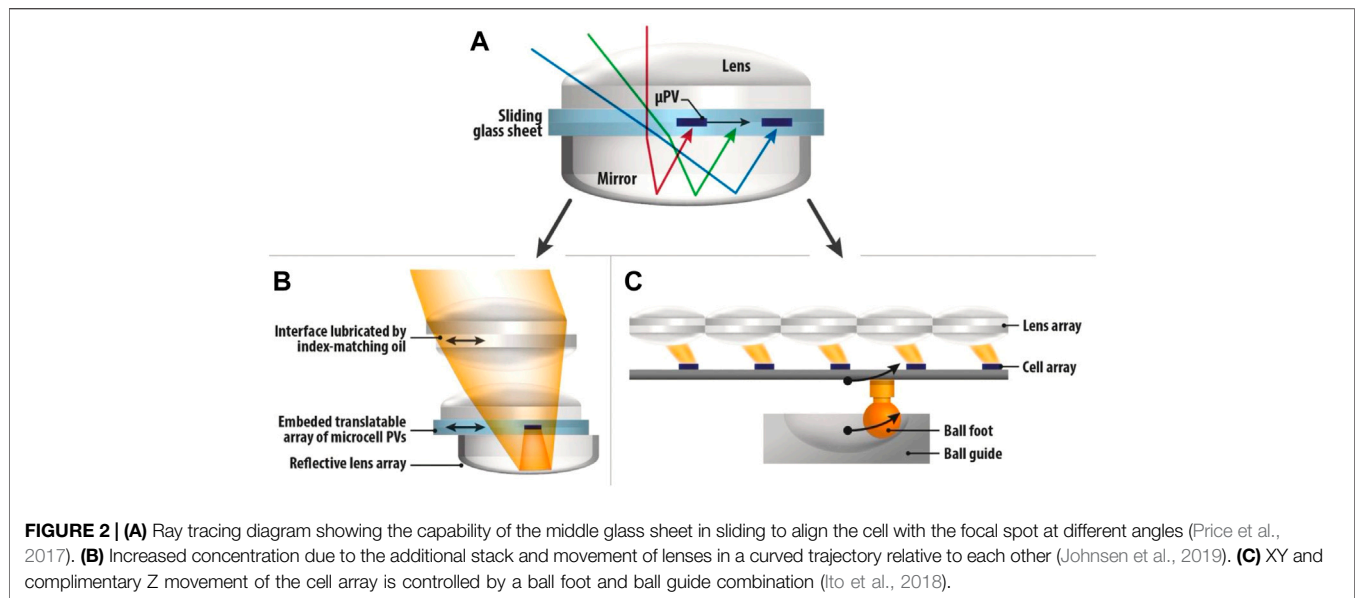 A
Lens
µPV
Sliding
glass sheet
Mirror
B
Interface lubricated by
index-matching oil
Embeded translatable
array of microcell PVs
Reflective lens array
C
Lens array
Cell array
Ball foot
Ball guide
FIGURE 2 | (A) Ray tracing diagram showing the capability of the middle glass sheet in sliding to align the cell with the focal spot at different angles (Price et al.,
2017). (B) Increased concentration due to the additional stack and movement of lenses in a curved trajectory relative to each other (Johnsen et al., 2019). (C) XY and
complimentary Z movement of the cell array is controlled by a ball foot and ball guide combination (Ito et al., 2018).